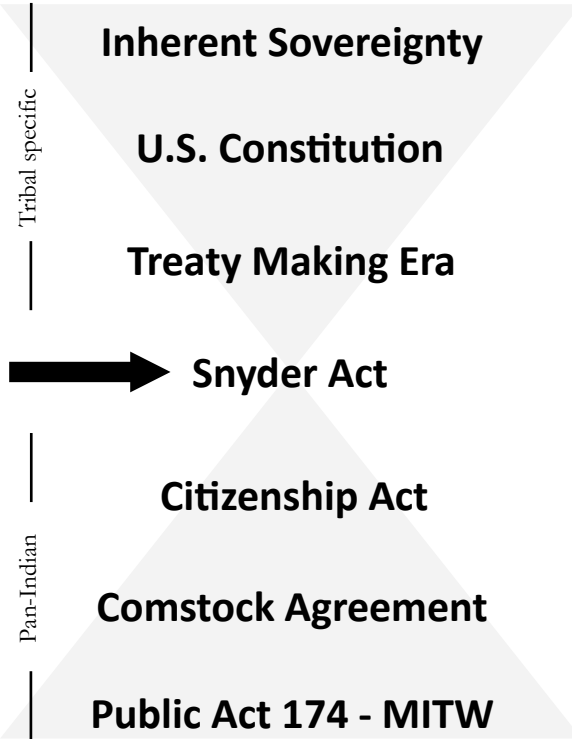 Inherent Sovereignty
Tribal specific
U.S. Constitution
Treaty Making Era
Snyder Act
Citizenship Act
Pan-Indian
Comstock Agreement
Public Act 174 - MITW